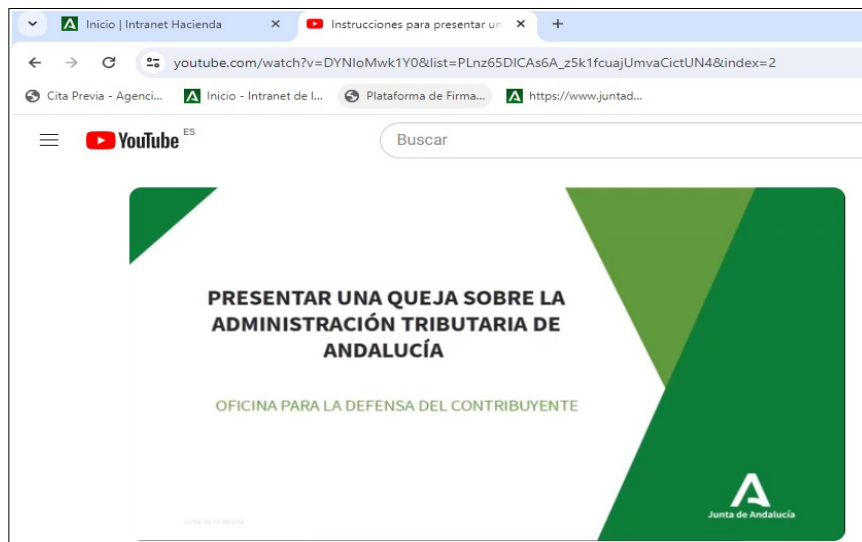 Inicio | Intranet Hacienda
Instrucciones para presentar un
youtube.com/watch?v=DYNIoMwk1Y0&list=PLnz65DICAs6A_z5k1fcuajUmvaCictUN4&index=2
Cita Previa - Agenci...
Inicio - Intranet de l...
Plataforma de Firma...
https://www.juntad...
YouTube ES
Buscar
PRESENTAR UNA QUEJA SOBRE LA
ADMINISTRACIÓN TRIBUTARIA DE
ANDALUCÍA
OFICINA PARA LA DEFENSA DEL CONTRIBUYENTE
Junta de Andalucía